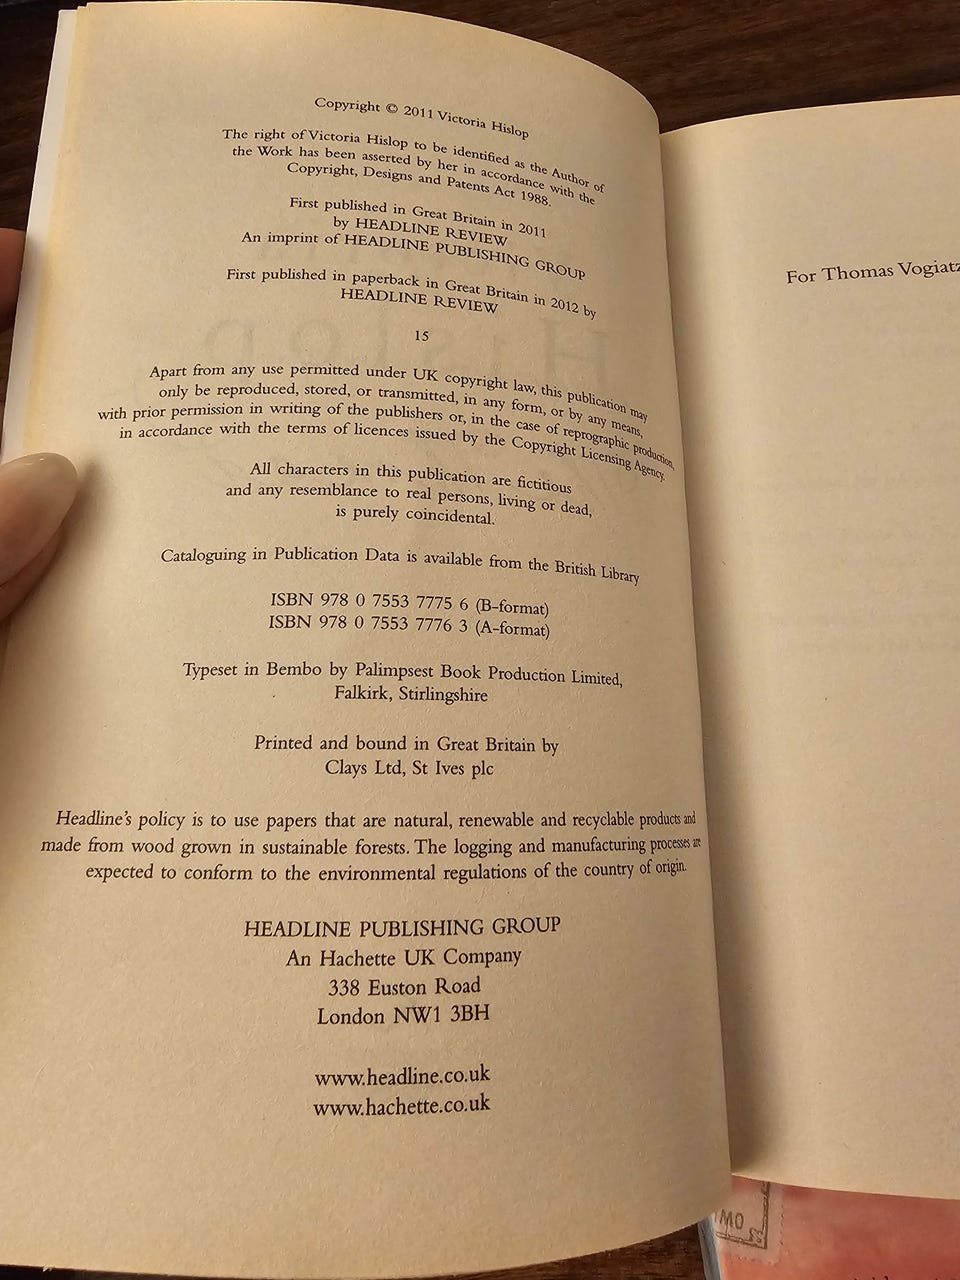 Copyright © 2011 Victoria Hislop
The right of Victoria Hislop to be identified as the Author of
the Work has been asserted by her in accordance with the
Copyright, Designs and Patents Act 1988.
First published in Great Britain in 2011
by HEADLINE REVIEW
An imprint of HEADLINE PUBLISHING GROUP
First published in paperback in Great Britain in 2012 by
HEADLINE REVIEW
15
Apart from any use permitted under UK copyright law, this publication may
only be reproduced, stored, or transmitted, in any form, or by any means,
with prior permission in writing of the publishers or, in the case of reprographic production,
in accordance with the terms of licences issued by the Copyright Licensing Agency.
All characters in this publication are fictitious
and any resemblance to real persons, living or dead,
is purely coincidental.
Cataloguing in Publication Data is available from the British Library
ISBN 978 0 7553 7775 6 (B-format)
ISBN 978 0 7553 7776 3 (A-format)
Typeset in Bembo by Palimpsest Book Production Limited,
Falkirk, Stirlingshire
Printed and bound in Great Britain by
Clays Ltd, St Ives plc
Headline's policy is to use papers that are natural, renewable and recyclable products and
made from wood grown in sustainable forests. The logging and manufacturing processes are
expected to conform to the environmental regulations of the country of origin.
HEADLINE PUBLISHING GROUP
An Hachette UK Company
338 Euston Road
London NW1 3BH
www.headline.co.uk
www.hachette.co.uk
For Thomas Vogiatz